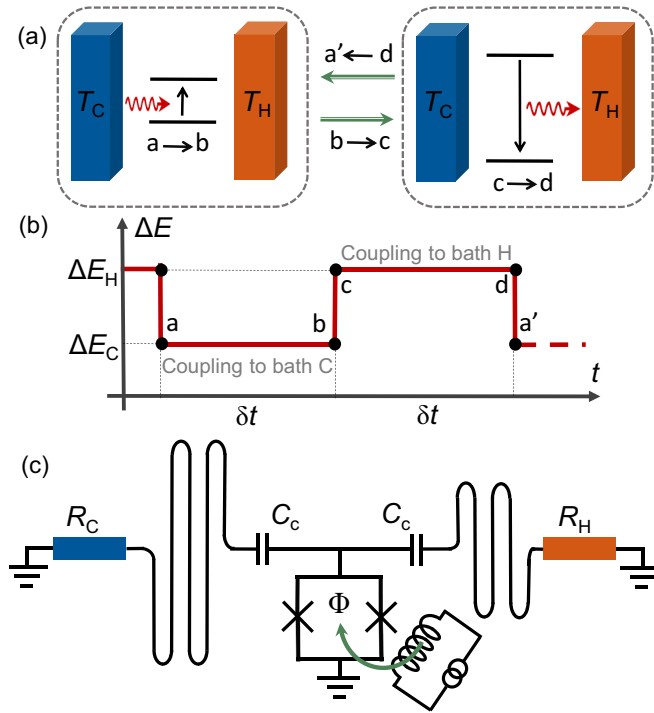 (a)
T_C
a→b
T_H
a' ← d
b→c
T_C
c→d
T_H
(b)
ΔE
ΔE_H
ΔE_C
Coupling to bath H
c
d
a
b
a'
Coupling to bath C
t
δt
δt
(c)
R_C
C_c
C_c
R_H
Φ